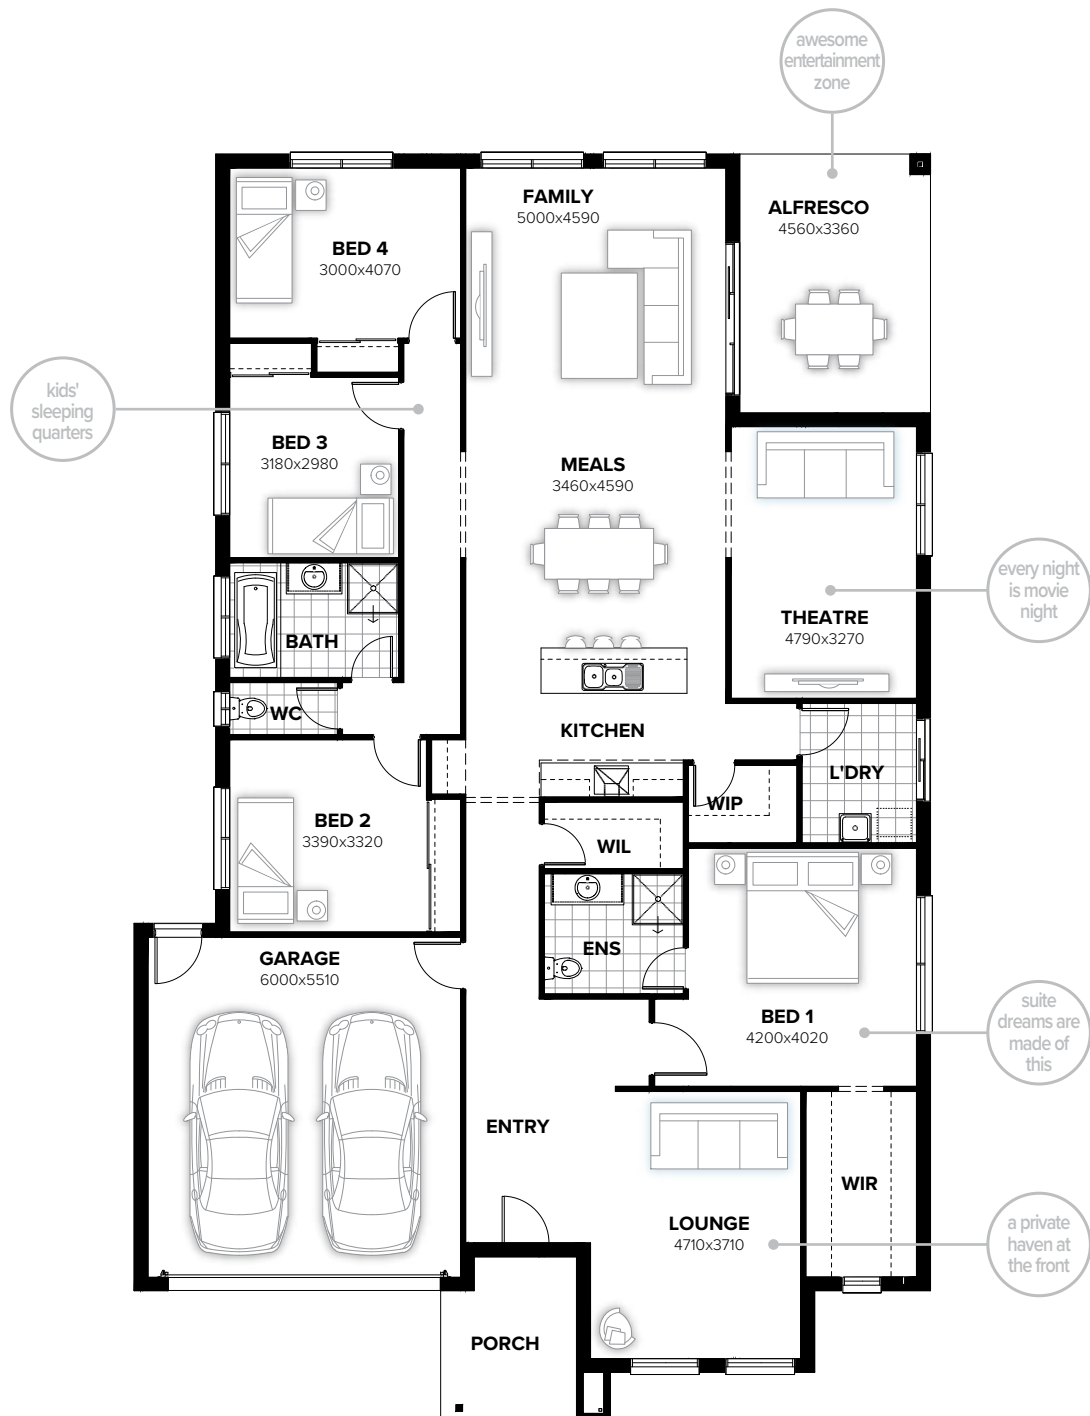 awesome
entertainment
zone
FAMILY
5000x4590
ALFRESCO
4560x3360
BED 4
3000x4070
kids'
sleeping
quarters
BED 3
3180x2980
MEALS
3460x4590
every night
is movie
night
THEATRE
4790x3270
BATH
WC
KITCHEN
L'DRY
WIP
BED 2
3390x3320
WIL
ENS
GARAGE
6000x5510
BED 1
4200x4020
suite
dreams are
made of
this
ENTRY
WIR
LOUNGE
4710x3710
a private
haven at
the front
PORCH